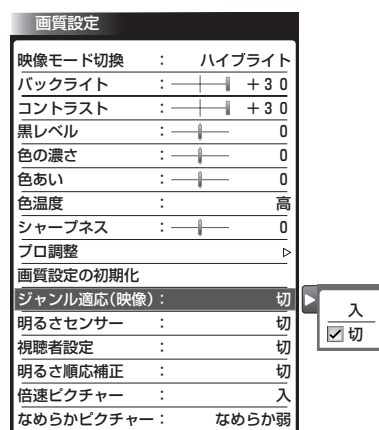 画質設定
映像モード切換 : ハイブライト
バックライト : +30
コントラスト : +30
黒レベル : 0
色の濃さ : 0
色あい : 0
色温度 : 高
シャープネス : 0
プロ調整
画質設定の初期化
ジャンル適応(映像) : 切
入
切
明るさセンサー : 切
視聴者設定 : 切
明るさ順応補正 : 切
倍速ピクチャー : 入
なめらかピクチャー : なめらか弱